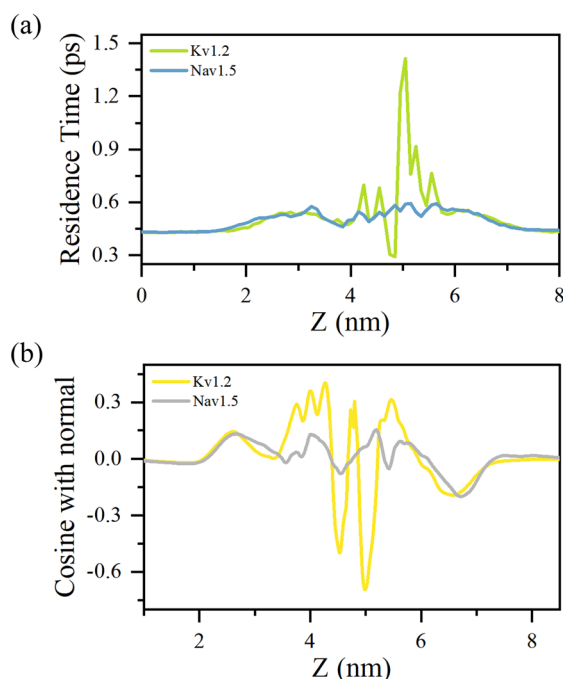 (a)
Residence Time (ps)
1.5
1.2
0.9
0.6
0.3
Kv1.2
Nav1.5
0
2
4
6
8
Z (nm)
(b)
Cosine with normal
0.3
0.0
-0.3
-0.6
Kv1.2
Nav1.5
2
4
6
8
Z (nm)